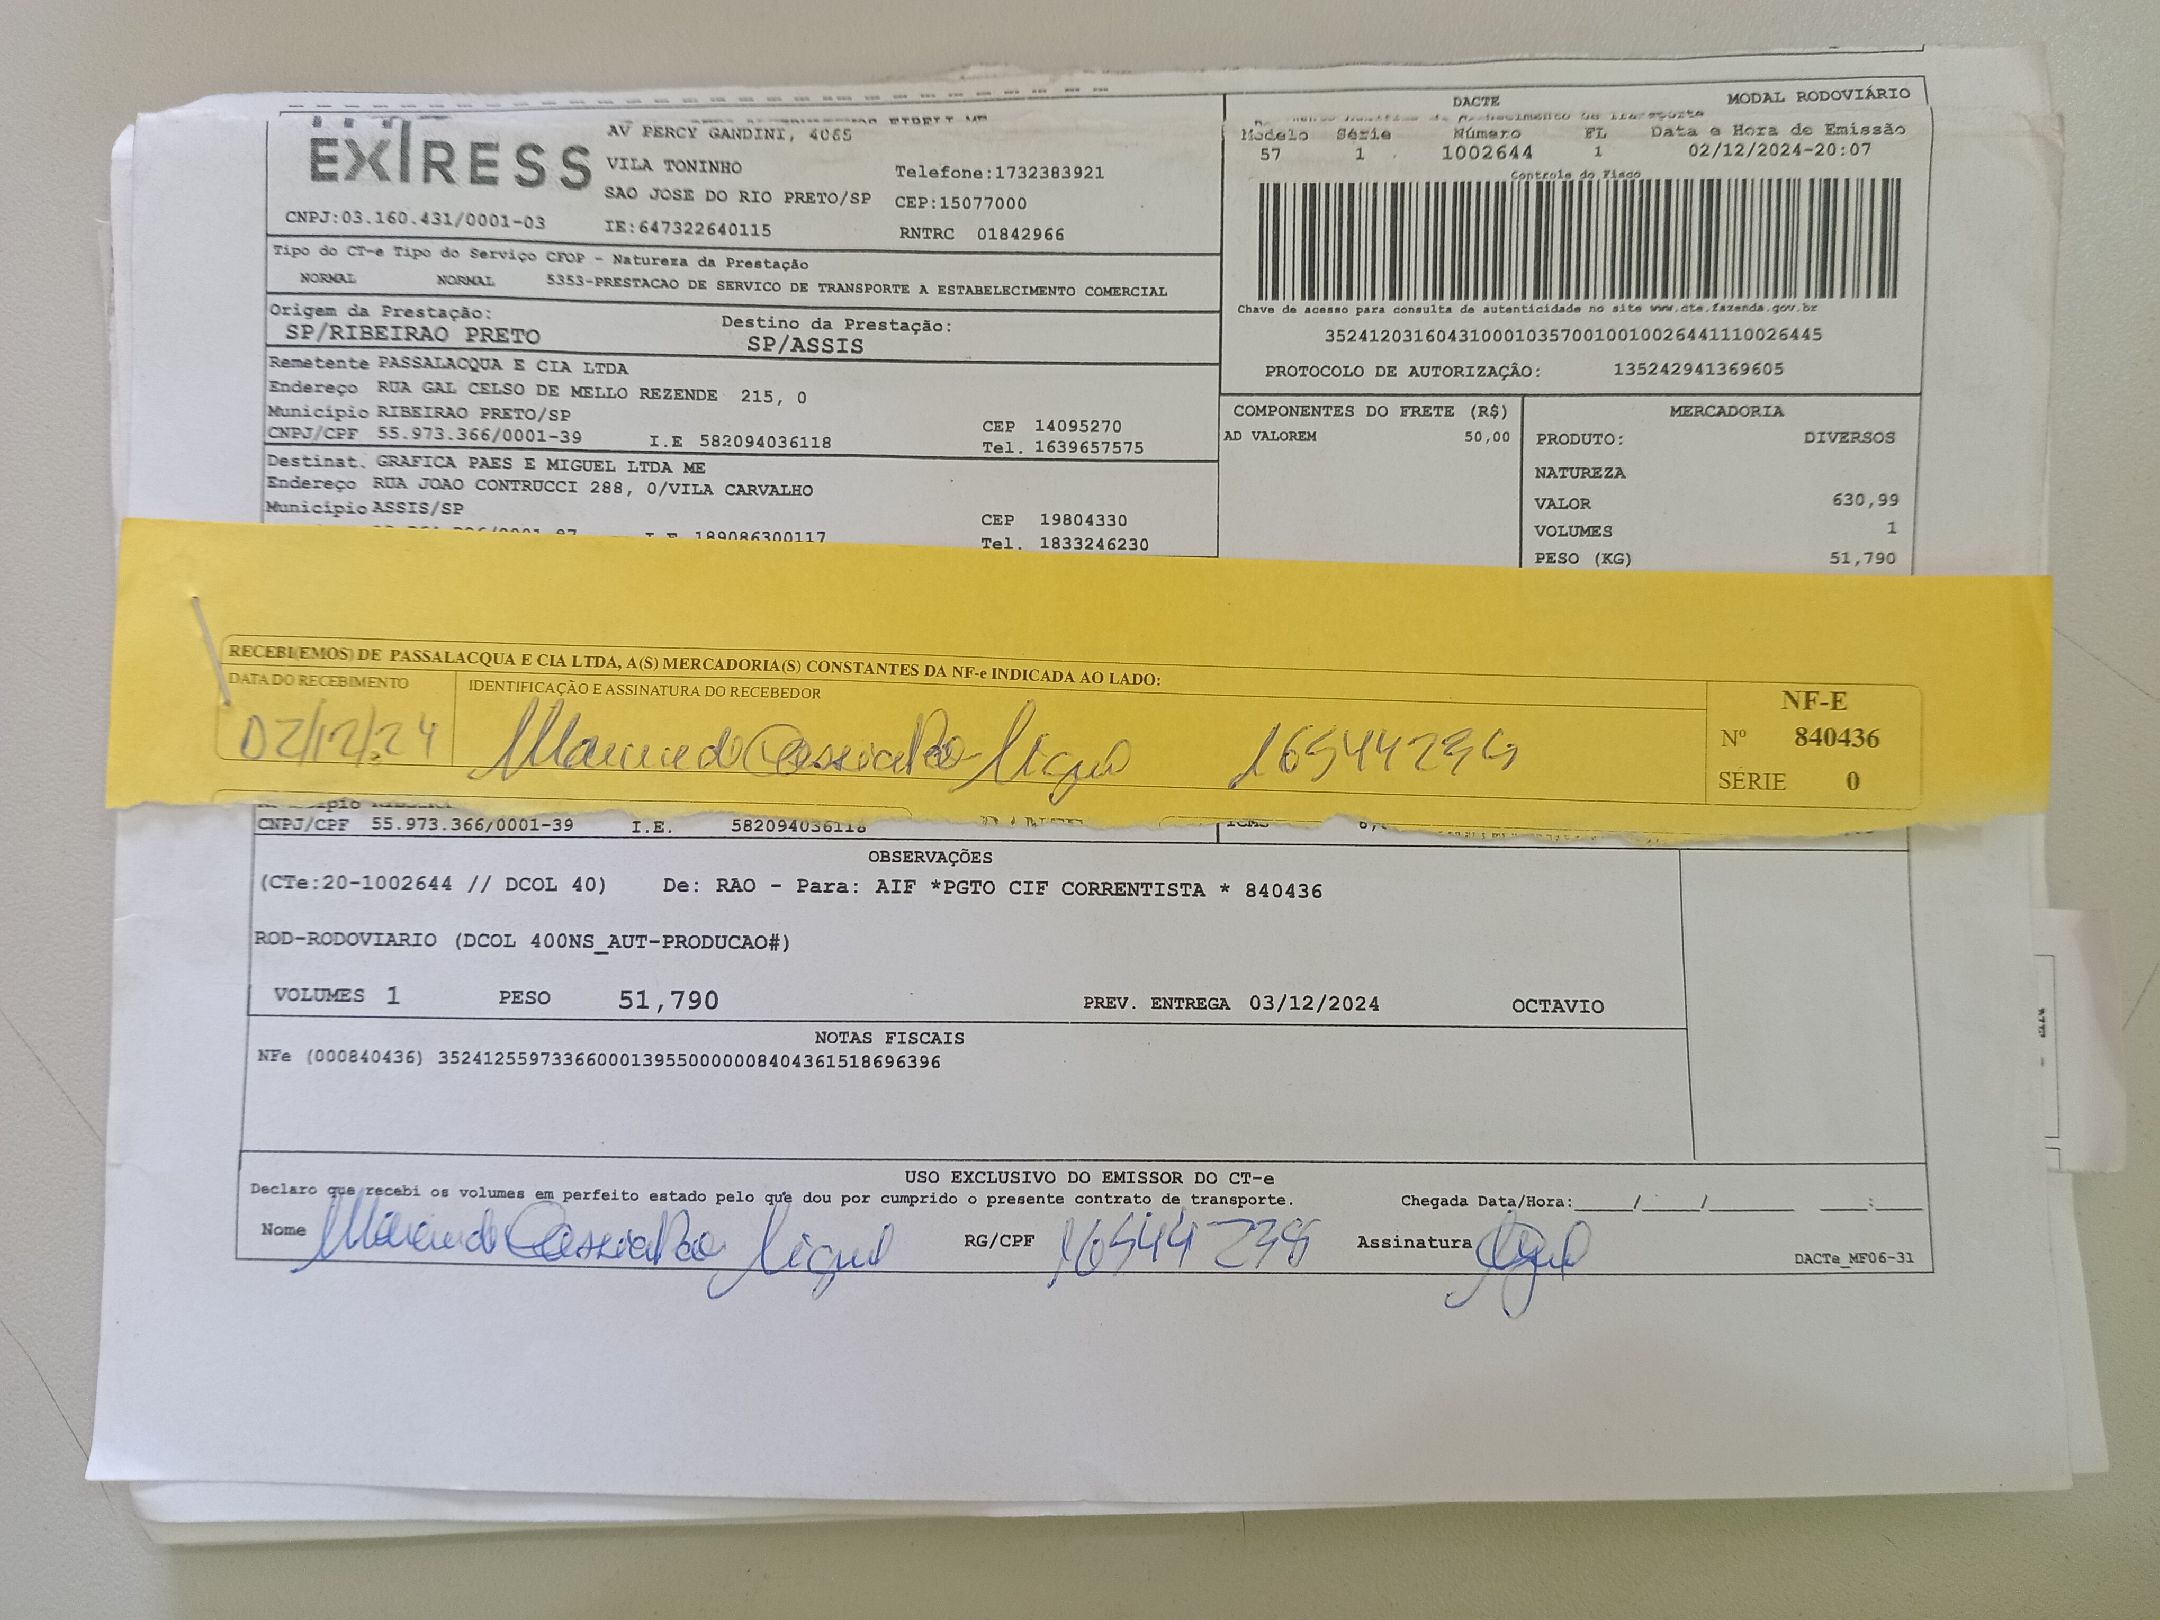 DACTE
MODAL RODOVIÁRIO
EXTRESS
AV PERCY GANDINI, 4065
VILA TONINHO
Telefone:1732383921
SAO JOSE DO RIO PRETO/SP CEP:15077000
CNPJ:03.160.431/0001-03
IE:647322640115
RNTRC 01842966
Modelo Série Número FL Data e Hora de Emissão
57 1 1002644 1 02/12/2024-20:07
Controle do Fisco
Tipo do CT-e Tipo do Serviço CFOP - Natureza da Prestação
NORMAL NORMAL 5353-PRESTACAO DE SERVICO DE TRANSPORTE A ESTABELECIMENTO COMERCIAL
Chave de acesso para consulta de autenticidade no site www.cte.fazenda.gov.br
35241203160431000103570010010026441110026445
PROTOCOLO DE AUTORIZAÇÃO: 135242941369605
Origem da Prestação:
SP/RIBEIRAO PRETO
Destino da Prestação:
SP/ASSIS
Remetente PASSALACQUA E CIA LTDA
Endereço RUA GAL CELSO DE MELLO REZENDE 215, 0
Município RIBEIRAO PRETO/SP
CEP 14095270
CNPJ/CPF 55.973.366/0001-39 I.E 582094036118 Tel. 1639657575
Destinat. GRAFICA PAES E MIGUEL LTDA ME
Endereço RUA JOAO CONTRUCCI 288, 0/VILA CARVALHO
Município ASSIS/SP
CEP 19804330
I.E 189086300117
Tel. 1833246230
COMPONENTES DO FRETE (R$)
AD VALOREM 50,00
MERCADORIA
PRODUTO: DIVERSOS
NATUREZA
VALOR 630,99
VOLUMES 1
PESO (KG) 51,790
RECEBI(EMOS) DE PASSALACQUA E CIA LTDA, A(S) MERCADORIA(S) CONSTANTES DA NF-e INDICADA AO LADO:
DATA DO RECEBIMENTO
IDENTIFICAÇÃO E ASSINATURA DO RECEBEDOR
02/12/24
NF-E
Nº 840436
SÉRIE 0
CNPJ/CPF 55.973.366/0001-39 I.E. 582094036118
OBSERVAÇÕES
(CTe:20-1002644 // DCOL 40) De: RAO - Para: AIF *PGTO CIF CORRENTISTA * 840436
ROD-RODOVIARIO (DCOL 400NS_AUT-PRODUCAO#)
VOLUMES 1 PESO 51,790 PREV. ENTREGA 03/12/2024 OCTAVIO
NOTAS FISCAIS
NFe (000840436) 35241255973366000139550000008404361518696396
USO EXCLUSIVO DO EMISSOR DO CT-e
Declaro que recebi os volumes em perfeito estado pelo que dou por cumprido o presente contrato de transporte.
Chegada Data/Hora:_____/_____/________ ____:____
Nome
RG/CPF 16544238
Assinatura
DACTe_MF06-31